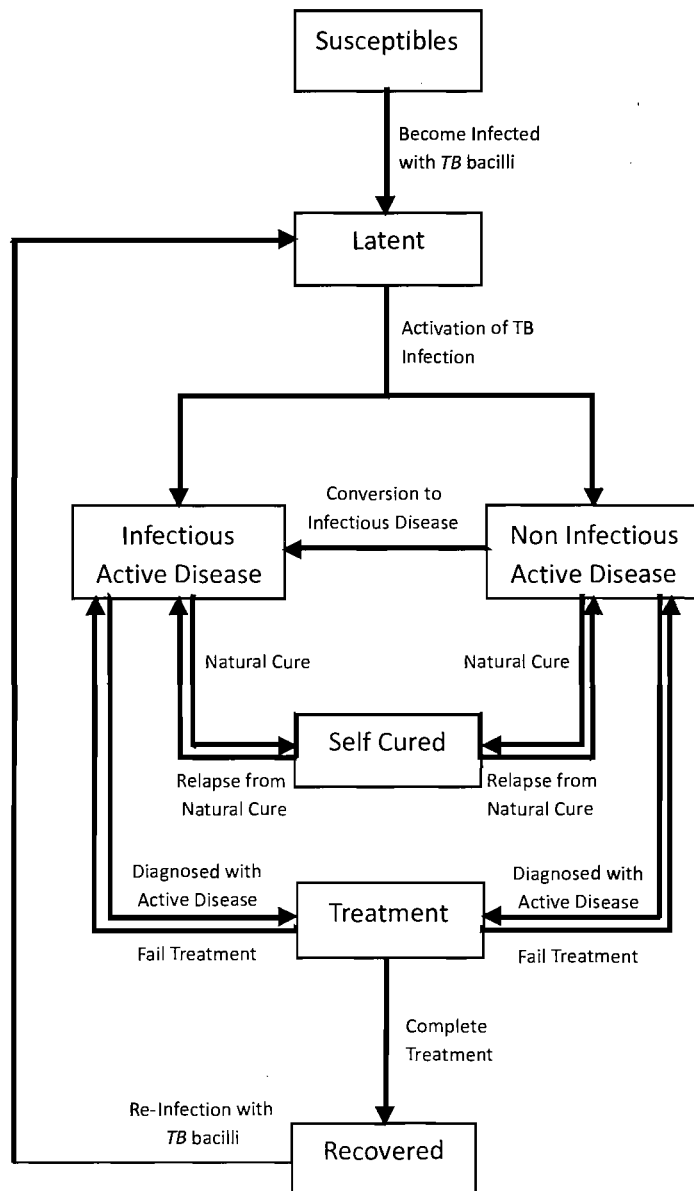 Susceptibles
Become Infected
with TB bacilli
Latent
Activation of TB
Infection
Conversion to
Infectious Disease
Infectious
Active Disease
Non Infectious
Active Disease
Natural Cure
Natural Cure
Self Cured
Relapse from
Natural Cure
Relapse from
Natural Cure
Diagnosed with
Active Disease
Treatment
Diagnosed with
Active Disease
Fail Treatment
Fail Treatment
Complete
Treatment
Re-Infection with
TB bacilli
Recovered